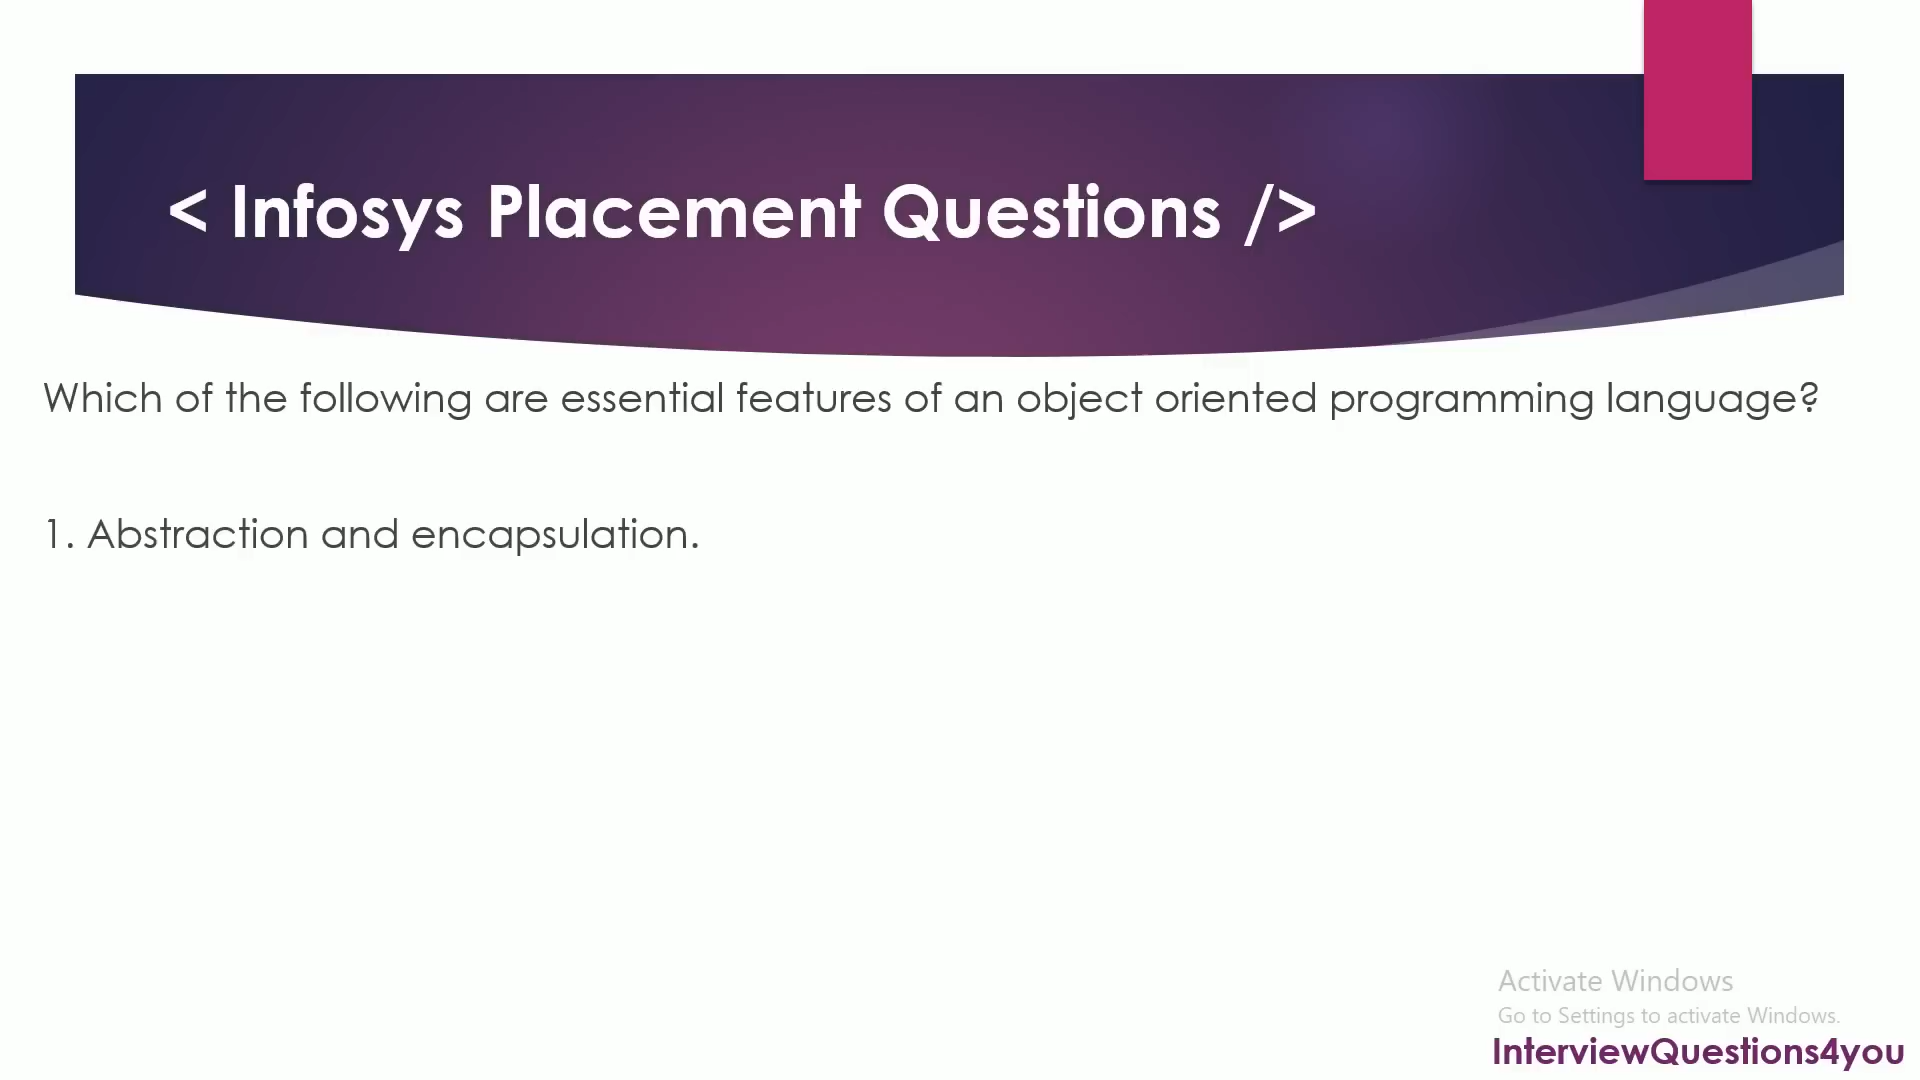 < Infosys Placement Questions />
Which of the following are essential features of an object oriented programming language?
1. Abstraction and encapsulation.
Activate Windows
Go to Settings to activate Windows.
InterviewQuestions4you